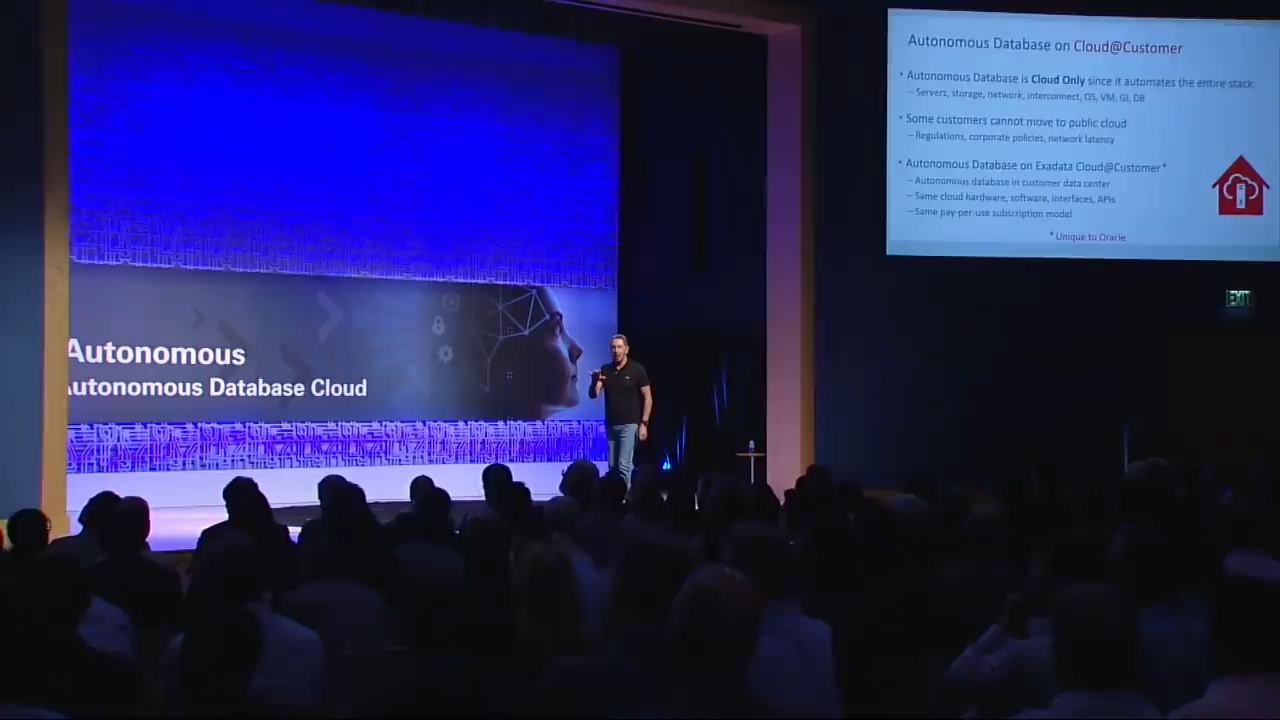 Autonomous
Autonomous Database Cloud
Autonomous Database on Cloud@Customer
• Autonomous Database is Cloud Only since it automates the entire stack:
– Servers, storage, network, interconnect, OS, VM, GI, DB
• Some customers cannot move to public cloud
– Regulations, corporate policies, network latency
• Autonomous Database on Exadata Cloud@Customer*
– Autonomous database in customer data center
– Same cloud hardware, software, interfaces, APIs
– Same pay-per-use subscription model
* Unique to Oracle
EXIT